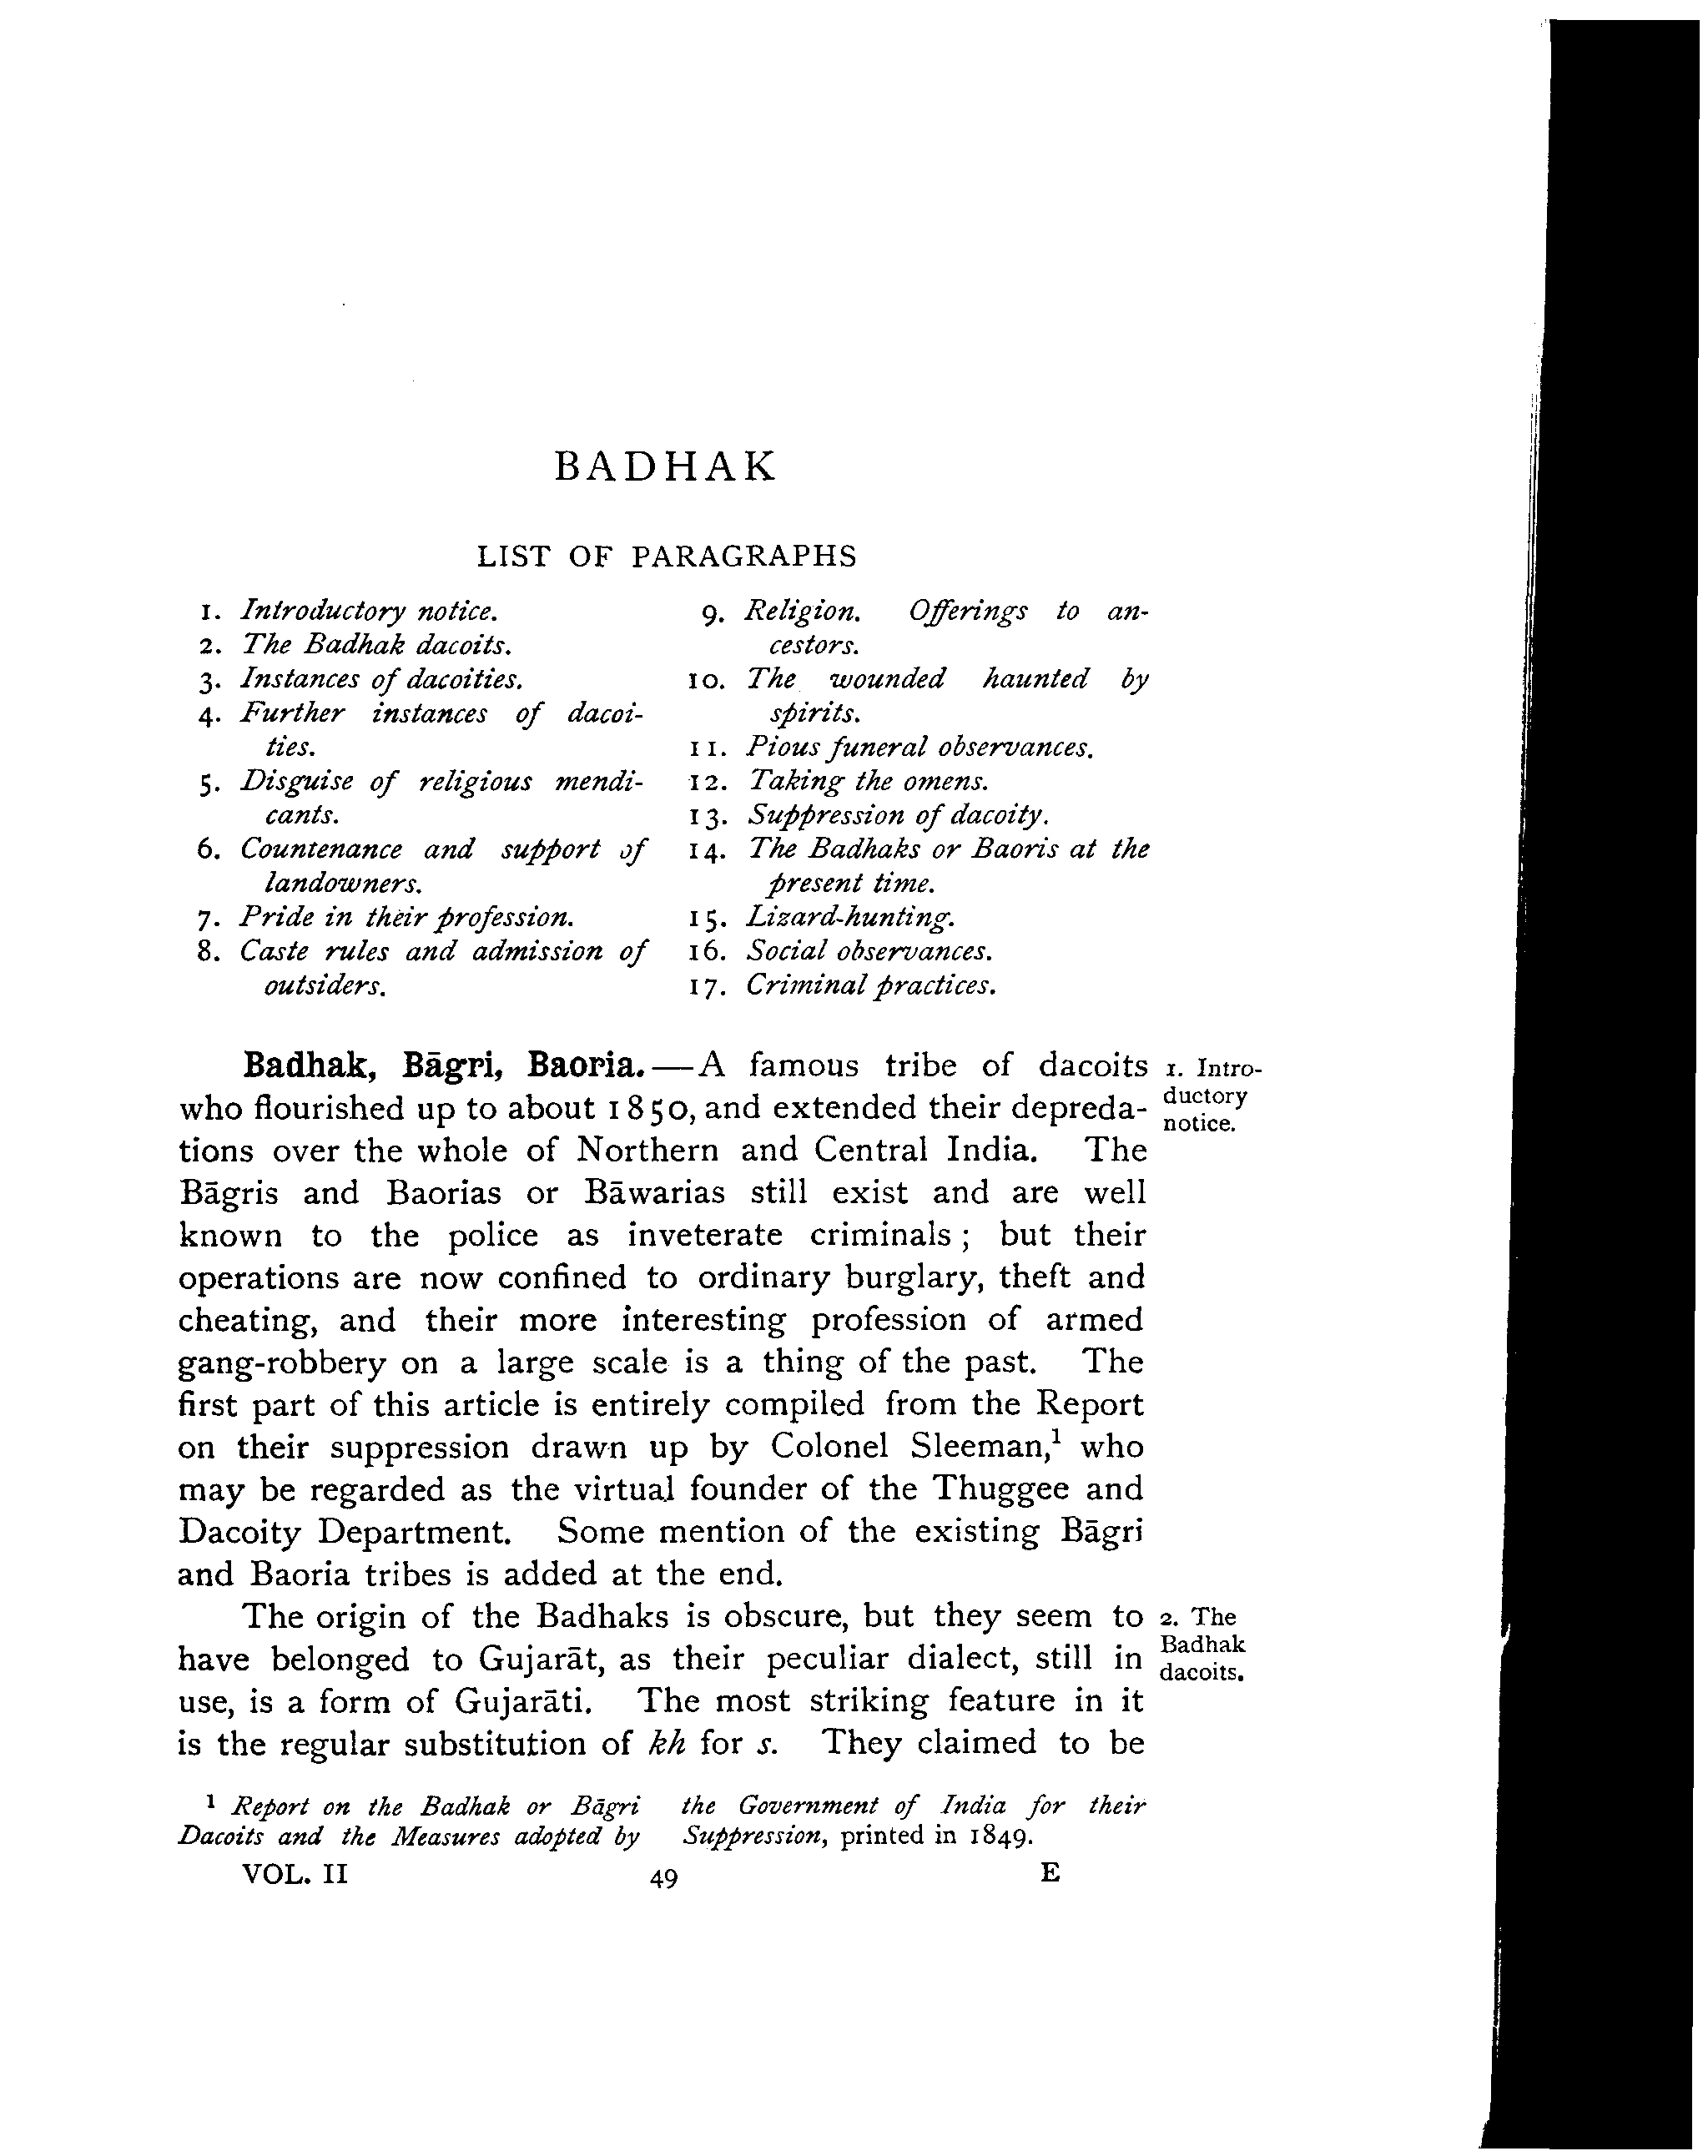 BADHAK
LIST OF PARAGRAPHS
1. Introductory notice.
2. The Badhak dacoits.
3. Instances of dacoities.
4. Further instances of dacoi-
ties.
5. Disguise of religious mendi-
cants.
6. Countenance and support of
landowners.
7. Pride in their profession.
8. Caste rules and admission of
outsiders.
9. Religion. Offerings to an-
cestors.
10. The wounded haunted by
spirits.
11. Pious funeral observances.
12. Taking the omens.
13. Suppression of dacoity.
14. The Badhaks or Baoris at the
present time.
15. Lizard-hunting.
16. Social observances.
17. Criminal practices.
Badhak, Bāgri, Baoria.—A famous tribe of dacoits
who flourished up to about 1850, and extended their depreda-
tions over the whole of Northern and Central India. The
Bāgris and Baorias or Bāwarias still exist and are well
known to the police as inveterate criminals; but their
operations are now confined to ordinary burglary, theft and
cheating, and their more interesting profession of armed
gang-robbery on a large scale is a thing of the past. The
first part of this article is entirely compiled from the Report
on their suppression drawn up by Colonel Sleeman,¹ who
may be regarded as the virtual founder of the Thuggee and
Dacoity Department. Some mention of the existing Bāgri
and Baoria tribes is added at the end.
1. Intro-
ductory
notice.
The origin of the Badhaks is obscure, but they seem to
have belonged to Gujarāt, as their peculiar dialect, still in
use, is a form of Gujarāti. The most striking feature in it
is the regular substitution of kh for s. They claimed to be
2. The
Badhak
dacoits.
¹ Report on the Badhak or Bāgri
Dacoits and the Measures adopted by
the Government of India for their
Suppression, printed in 1849.
VOL. II 49 E